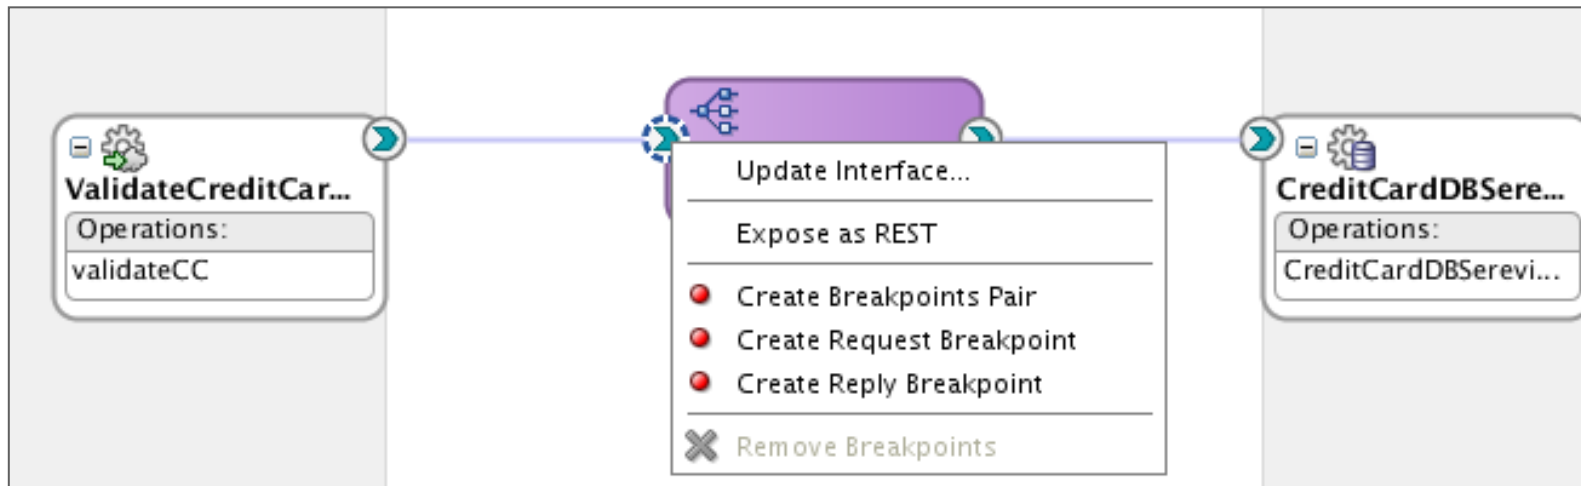 ValidateCreditCar...
Operations:
validateCC
Update Interface...
Expose as REST
Create Breakpoints Pair
Create Request Breakpoint
Create Reply Breakpoint
Remove Breakpoints
CreditCardDBSere...
Operations:
CreditCardDBSerevi...